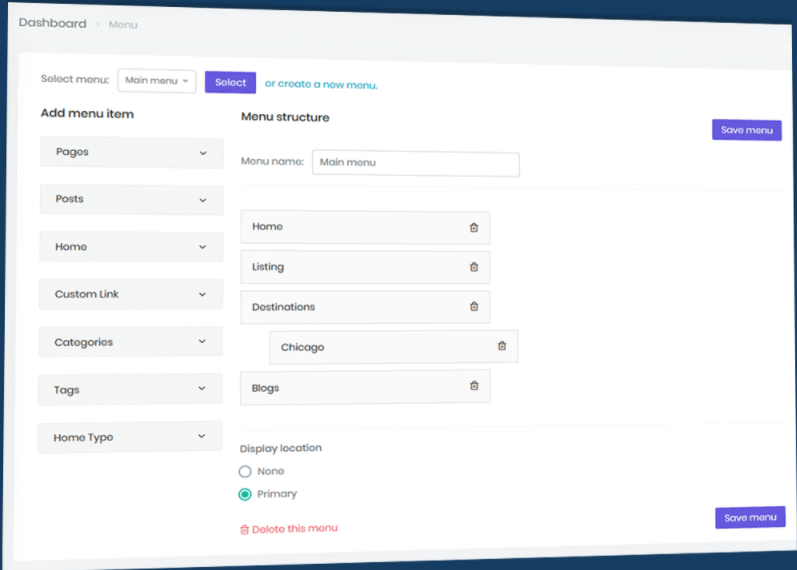 Dashboard > Menu
Select menu: Main menu Select or create a new menu.
Add menu item
Pages
Posts
Home
Custom Link
Categories
Tags
Home Type
Menu structure
Save menu
Menu name: Main menu
Home
Listing
Destinations
Chicago
Blogs
Display location
None
Primary
Delete this menu
Save menu